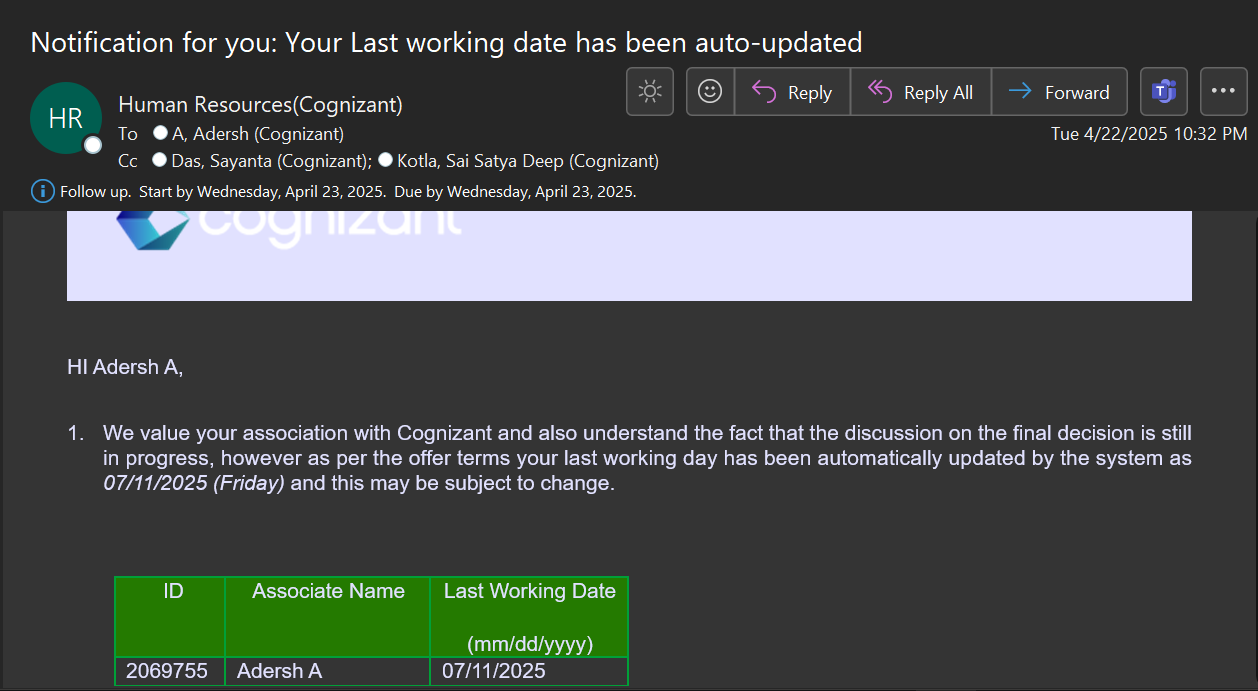 Notification for you: Your Last working date has been auto-updated
HR
Human Resources(Cognizant)
Reply
Reply All
Forward
To A, Adersh (Cognizant)
Tue 4/22/2025 10:32 PM
Cc Das, Sayanta (Cognizant); Kotla, Sai Satya Deep (Cognizant)
Follow up. Start by Wednesday, April 23, 2025. Due by Wednesday, April 23, 2025.
cognizant
HI Adersh A,
1. We value your association with Cognizant and also understand the fact that the discussion on the final decision is still
in progress, however as per the offer terms your last working day has been automatically updated by the system as
07/11/2025 (Friday) and this may be subject to change.
ID Associate Name Last Working Date
(mm/dd/yyyy)
2069755 Adersh A 07/11/2025